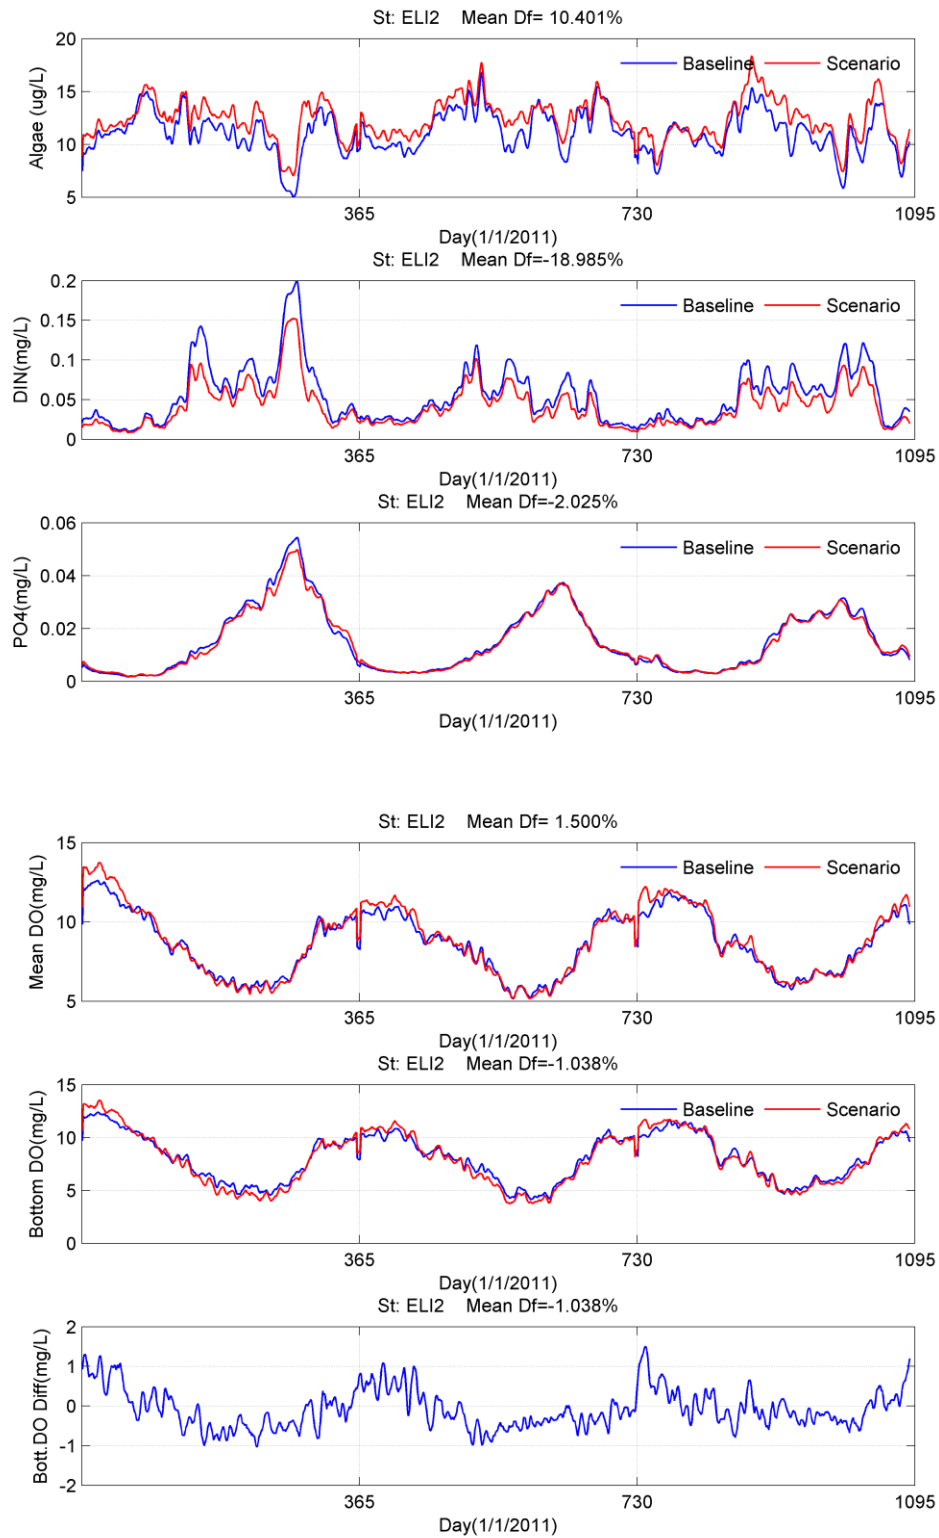 St: ELI2 Mean Df= 10.401%
20
15
10
5
Algae (ug/L)
Baseline Scenario
365 730 1095
Day(1/1/2011)
St: ELI2 Mean Df=-18.985%
0.2
0.15
0.1
0.05
0
DIN(mg/L)
Baseline Scenario
365 730 1095
Day(1/1/2011)
St: ELI2 Mean Df=-2.025%
0.06
0.04
0.02
0
PO4(mg/L)
Baseline Scenario
365 730 1095
Day(1/1/2011)
St: ELI2 Mean Df= 1.500%
15
10
5
Mean DO(mg/L)
Baseline Scenario
365 730 1095
Day(1/1/2011)
St: ELI2 Mean Df=-1.038%
15
10
5
0
Bottom DO(mg/L)
Baseline Scenario
365 730 1095
Day(1/1/2011)
St: ELI2 Mean Df=-1.038%
2
1
0
-1
-2
Bott.DO Diff(mg/L)
365 730 1095
Day(1/1/2011)